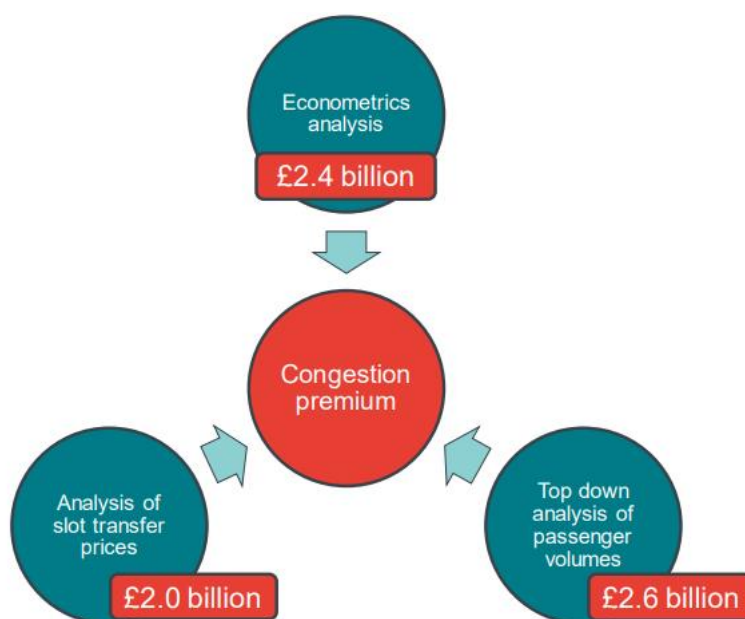 Econometrics
analysis
£2.4 billion
Congestion
premium
Analysis of
slot transfer
prices
£2.0 billion
Top down
analysis of
passenger
volumes
£2.6 billion